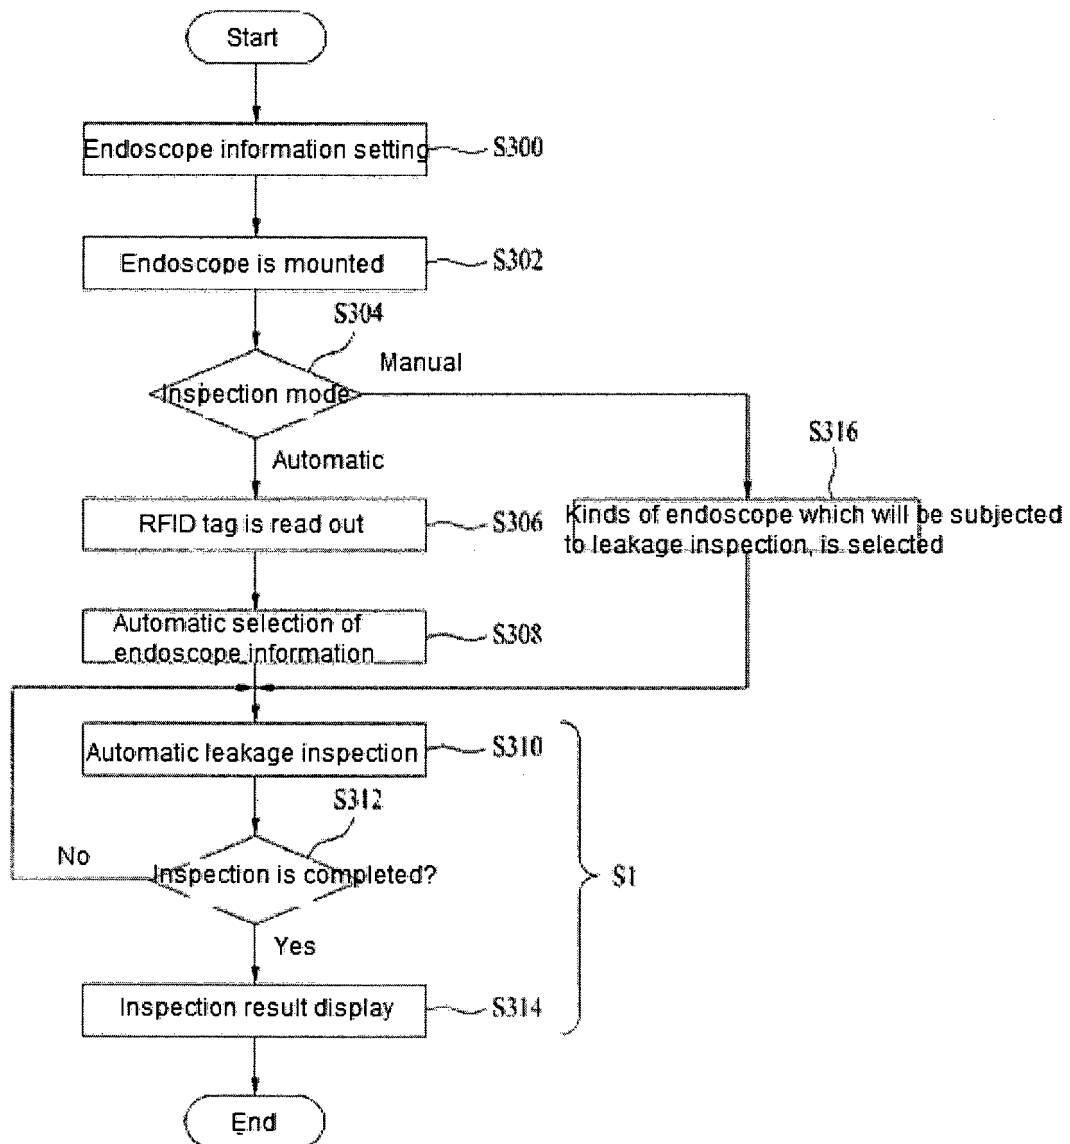 Start
Endoscope information setting
S300
Endoscope is mounted
S302
S304
Manual
Inspection mode
S316
Automatic
RFID tag is read out
S306
Kinds of endoscope which will be subjected
to leakage inspection, is selected
Automatic selection of
endoscope information
S308
Automatic leakage inspection
S310
S312
No
Inspection is completed?
S1
Yes
Inspection result display
S314
End